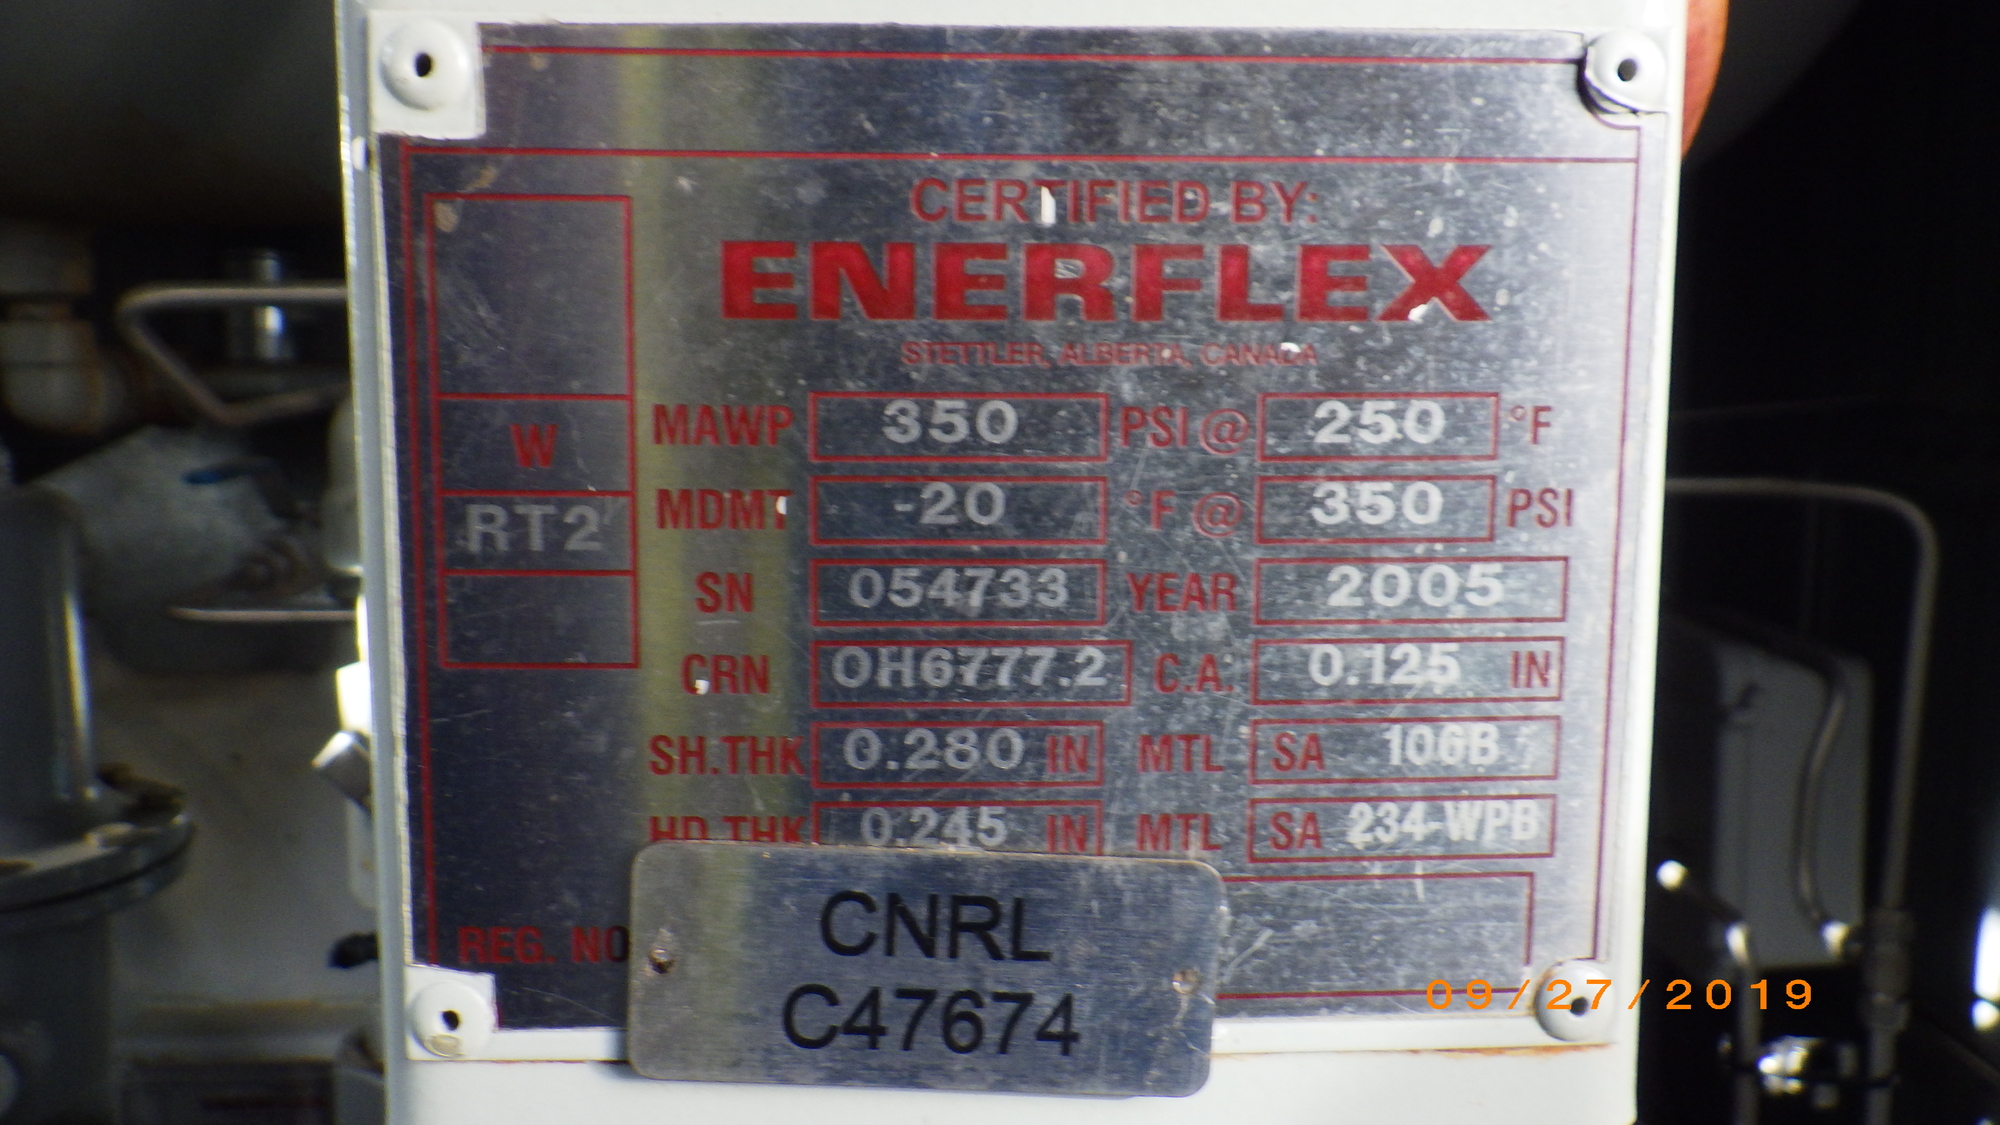 CERTIFIED BY:
ENERFLEX
STETTLER, ALBERTA, CANADA
W
RT2
MAWP 350 PSI @ 250 °F
MDMT -20 °F @ 350 PSI
SN 054733 YEAR 2005
CRN OH6777.2 C.A. 0.125 IN
SH.THK 0.280 IN MTL SA 106B
HD.THK 0.245 IN MTL SA 234-WPB
REG. NO
CNRL
C47674
09/27/2019